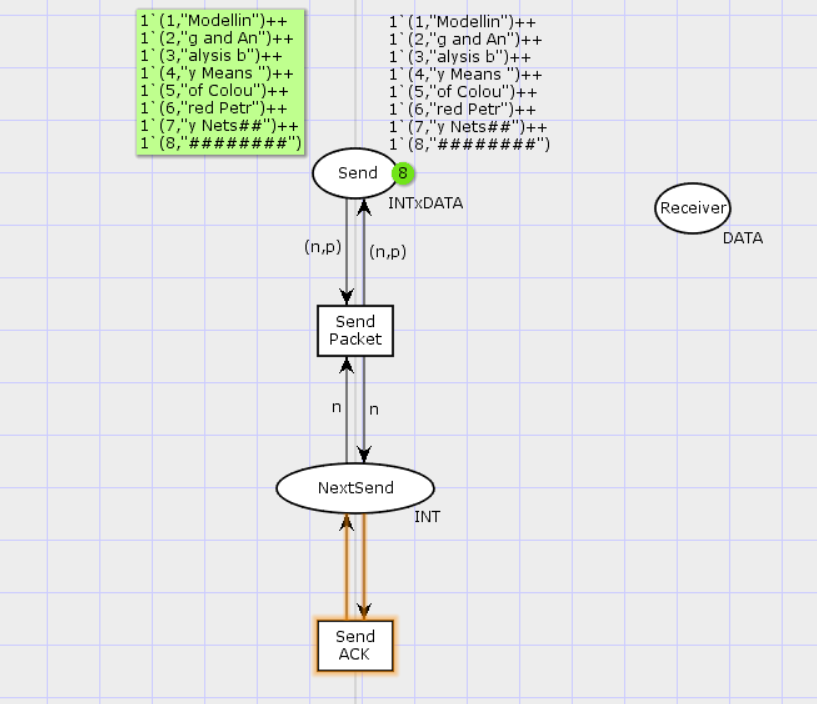 1`(1,"Modellin")++
1`(2,"g and An")++
1`(3,"alysis b")++
1`(4,"y Means ")++
1`(5,"of Colou")++
1`(6,"red Petr")++
1`(7,"y Nets##")++
1`(8,"########")
1`(1,"Modellin")++
1`(2,"g and An")++
1`(3,"alysis b")++
1`(4,"y Means ")++
1`(5,"of Colou")++
1`(6,"red Petr")++
1`(7,"y Nets##")++
1`(8,"########")
Send
8
INTxDATA
Receiver
DATA
(n,p)
(n,p)
Send
Packet
n
n
NextSend
INT
Send
ACK